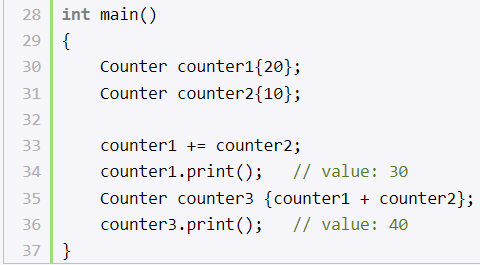 28 int main()
29 {
30     Counter counter1{20};
31     Counter counter2{10};
32
33     counter1 += counter2;
34     counter1.print();   // value: 30
35     Counter counter3 {counter1 + counter2};
36     counter3.print();   // value: 40
37 }